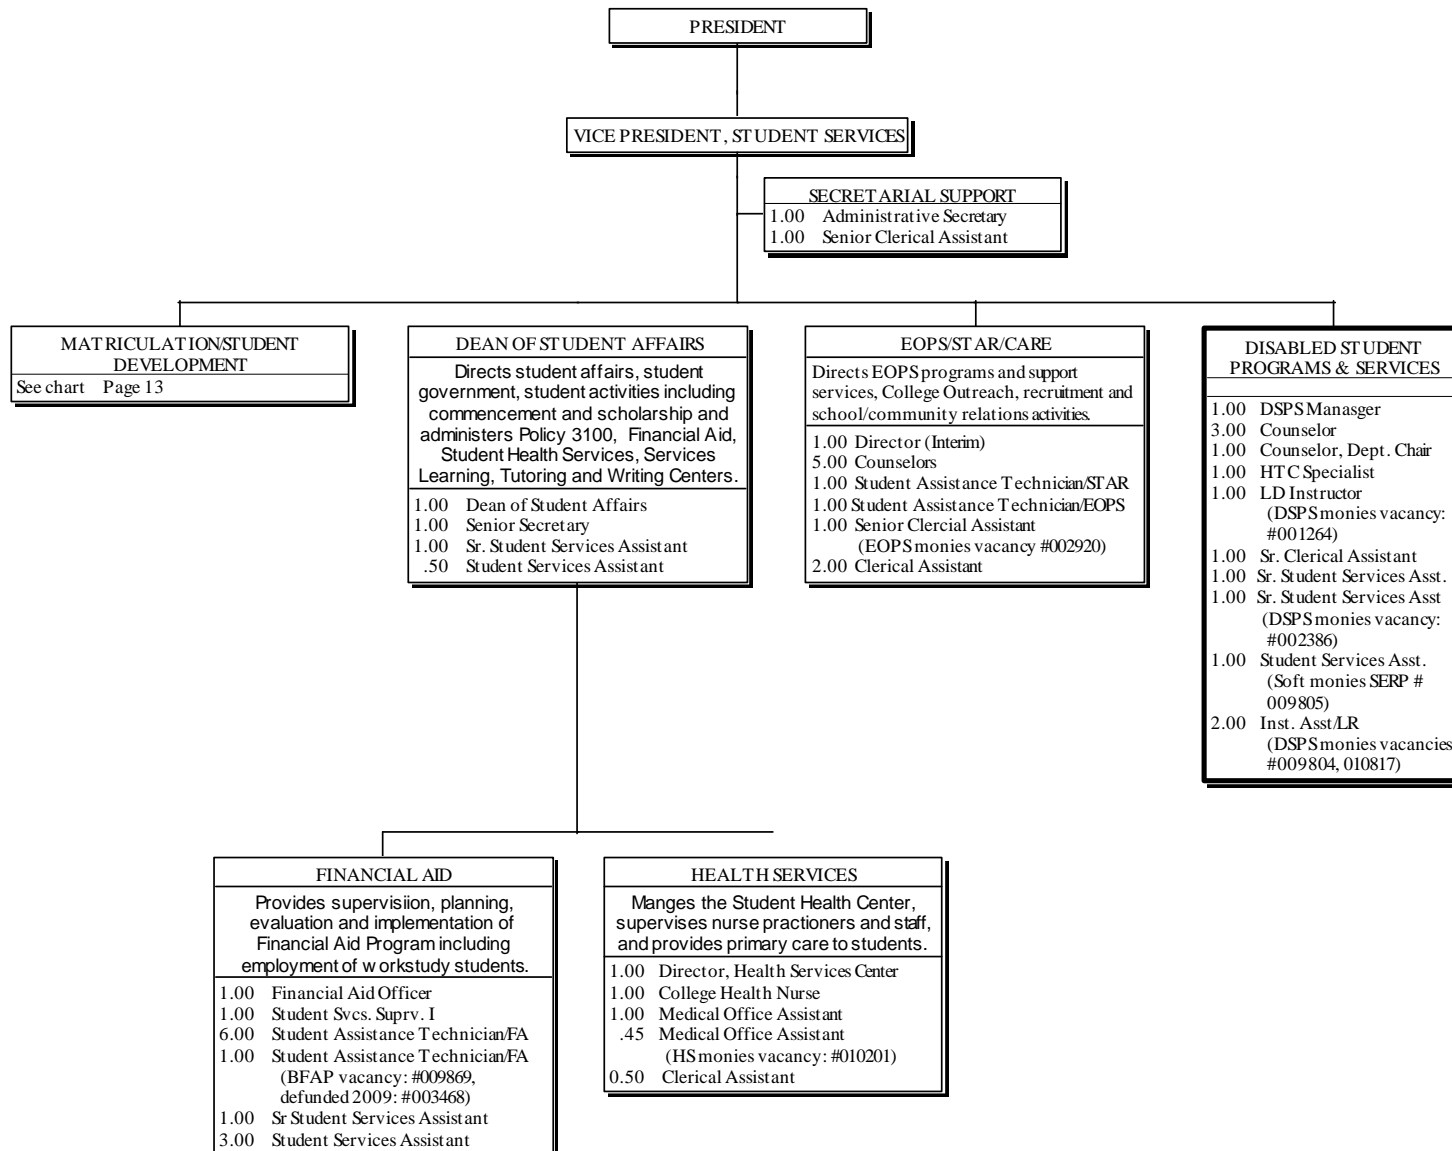 PRESIDENT
VICE PRESIDENT, STUDENT SERVICES
SECRETARIAL SUPPORT
1.00 Administrative Secretary
1.00 Senior Clerical Assistant
MATRICULATION/STUDENT
DEVELOPMENT
See chart Page 13
DEAN OF STUDENT AFFAIRS
Directs student affairs, student
government, student activities including
commencement and scholarship and
administers Policy 3100, Financial Aid,
Student Health Services, Services
Learning, Tutoring and Writing Centers.
1.00 Dean of Student Affairs
1.00 Senior Secretary
1.00 Sr. Student Services Assistant
.50 Student Services Assistant
EOPS/STAR/CARE
Directs EOPS programs and support
services, College Outreach, recruitment and
school/community relations activities.
1.00 Director (Interim)
5.00 Counselors
1.00 Student Assistance Technician/STAR
1.00 Student Assistance Technician/EOPS
1.00 Senior Clercial Assistant
(EOPS monies vacancy #002920)
2.00 Clerical Assistant
DISABLED STUDENT
PROGRAMS & SERVICES
1.00 DSPS Manasger
3.00 Counselor
1.00 Counselor, Dept. Chair
1.00 HTC Specialist
1.00 LD Instructor
(DSPS monies vacancy:
#001264)
1.00 Sr. Clerical Assistant
1.00 Sr. Student Services Asst.
1.00 Sr. Student Services Asst
(DSPS monies vacancy:
#002386)
1.00 Student Services Asst.
(Soft monies SERP #
009805)
2.00 Inst. Asst/LR
(DSPS monies vacancies
#009804, 010817)
FINANCIAL AID
Provides supervisiion, planning,
evaluation and implementation of
Financial Aid Program including
employment of workstudy students.
1.00 Financial Aid Officer
1.00 Student Svcs. Suprv. I
6.00 Student Assistance Technician/FA
1.00 Student Assistance Technician/FA
(BFAP vacancy: #009869,
defunded 2009: #003468)
1.00 Sr Student Services Assistant
3.00 Student Services Assistant
HEALTH SERVICES
Manges the Student Health Center,
supervises nurse practioners and staff,
and provides primary care to students.
1.00 Director, Health Services Center
1.00 College Health Nurse
1.00 Medical Office Assistant
.45 Medical Office Assistant
(HS monies vacancy: #010201)
0.50 Clerical Assistant